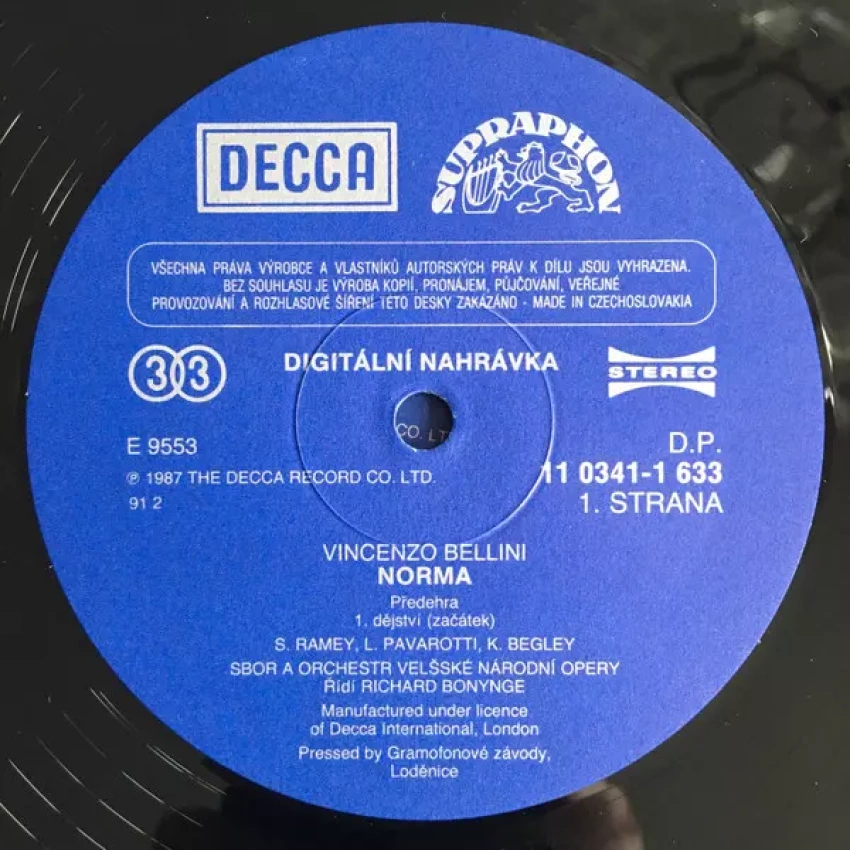 DECCA
SUPRAPHON
VŠECHNA PRÁVA VÝROBCE A VLASTNÍKŮ AUTORSKÝCH PRÁV K DÍLU JSOU VYHRAZENA.
BEZ SOUHLASU JE VÝROBA KOPIÍ, PRONÁJEM, PŮJČOVÁNÍ, VEŘEJNÉ
PROVOZOVÁNÍ A ROZHLASOVÉ ŠÍŘENÍ TÉTO DESKY ZAKÁZÁNO - MADE IN CZECHOSLOVAKIA
33 DIGITÁLNÍ NAHRÁVKA STEREO
CO. LT
E 9553 D.P.
℗ 1987 THE DECCA RECORD CO. LTD. 11 0341-1 633
91 2 1. STRANA
VINCENZO BELLINI
NORMA
Předehra
1. dějství (začátek)
S. RAMEY, L. PAVAROTTI, K. BEGLEY
SBOR A ORCHESTR VELŠSKÉ NÁRODNÍ OPERY
Řídí RICHARD BONYNGE
Manufactured under licence
of Decca International, London
Pressed by Gramofonové závody,
Loděnice